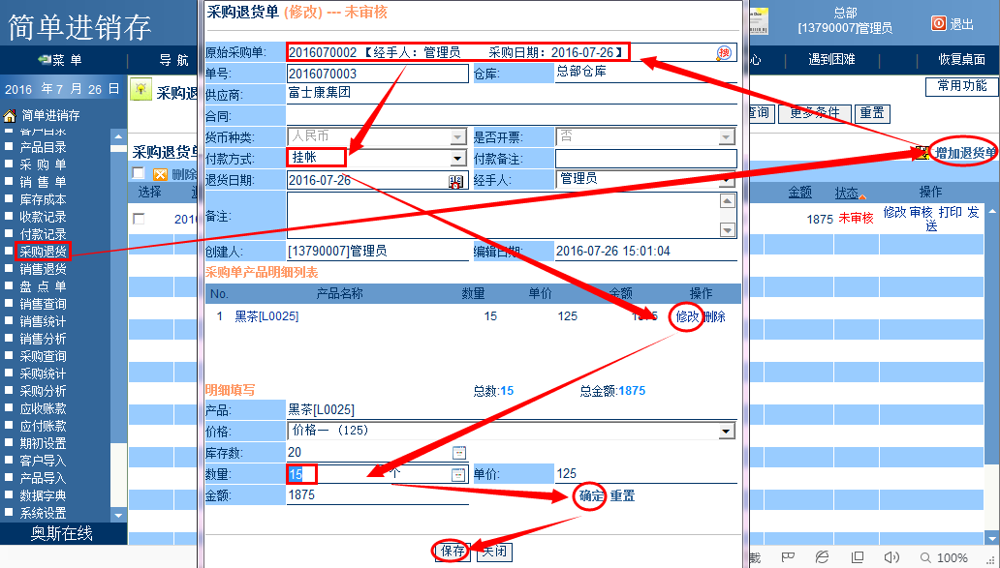 简单进销存
总部
[13790007]管理员
退出
菜 单
导 航
遇到困难
恢复桌面
2016 年 7 月 26 日
常用功能
简单进销存
客户目录
产品目录
采 购 单
销 售 单
库存成本
收款记录
付款记录
采购退货
销售退货
盘 点 单
销售查询
销售统计
销售分析
采购查询
采购统计
采购分析
应收账款
应付账款
期初设置
客户导入
产品导入
数据字典
系统设置
奥斯在线
采购退
采购退货单
删除
选择
201
采购退货单 (修改) --- 未审核
原始采购单: 2016070002 【经手人: 管理员 采购日期: 2016-07-26】 搜
单号: 2016070003 仓库: 总部仓库
供应商: 富士康集团
合同:
货币种类: 人民币 是否开票: 否
付款方式: 挂帐 付款备注:
退货日期: 2016-07-26 经手人: 管理员
备注:
创建人: [13790007]管理员 编辑日期: 2016-07-26 15:01:04
采购单产品明细列表
No. 产品名称 数量 单价 金额 操作
1 黑茶[L0025] 15 125 1875 修改 删除
明细填写 总数:15 总金额:1875
产品: 黑茶[L0025]
价格: 价格一 (125)
库存数: 20
数量: 15 个 单价: 125
金额: 1875 确定 重置
保存 关闭
心
查询 更多条件 重置
增加退货单
金额 状态 操作
1875 未审核 修改 审核 打印 发
送
载
100%